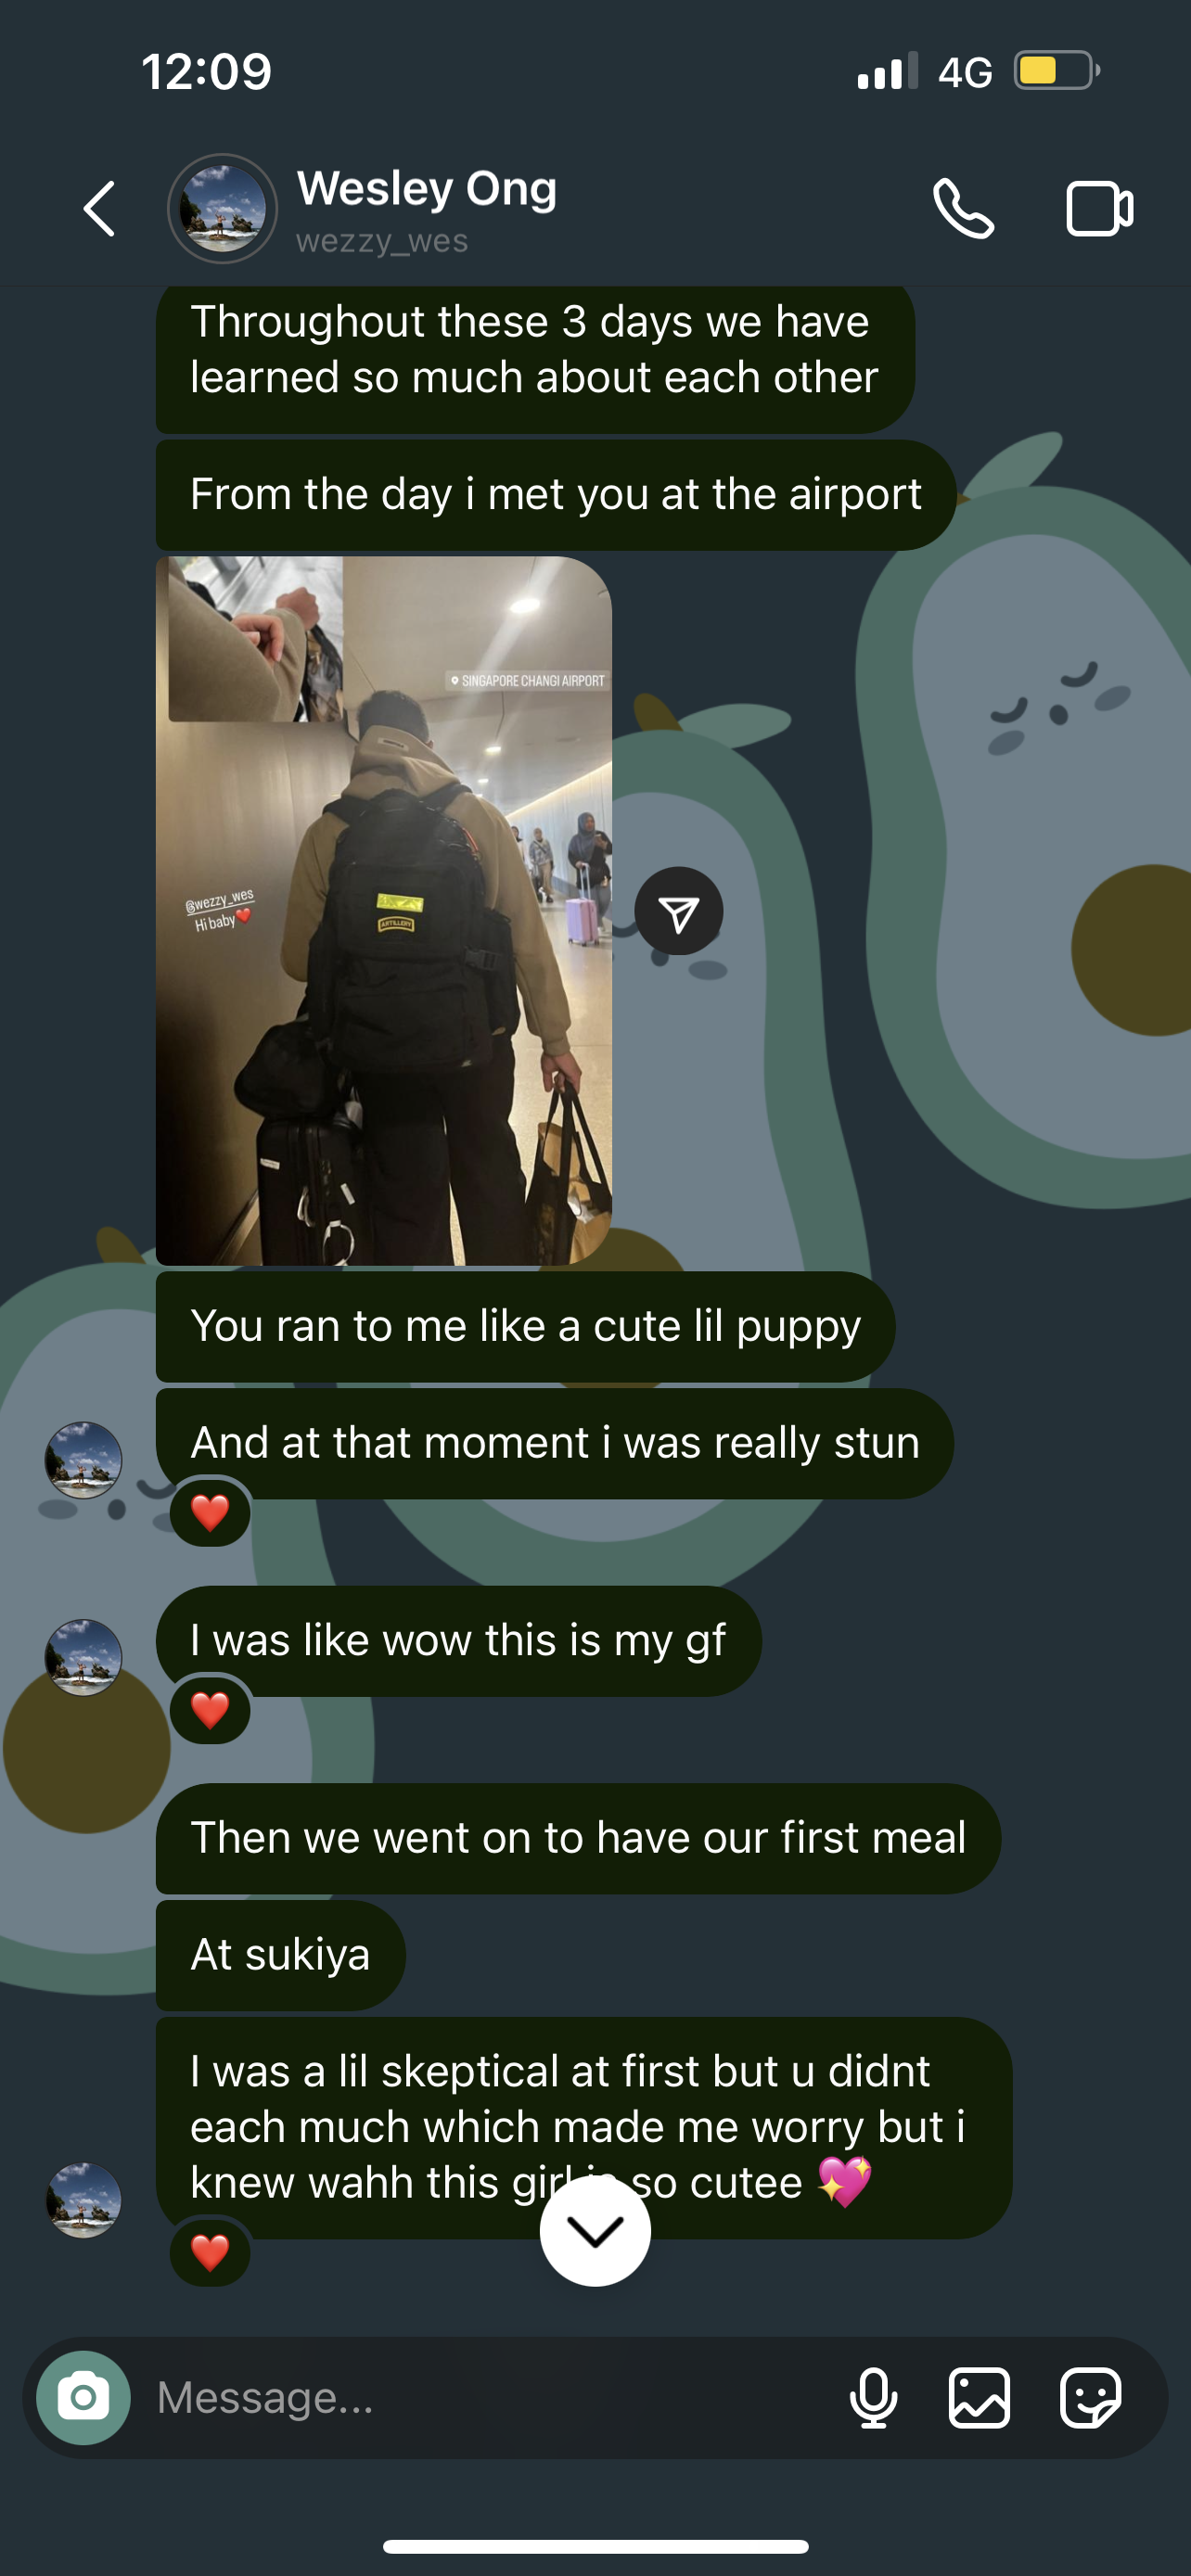 12:09
4G
Wesley Ong
wezzy_wes
Throughout these 3 days we have
learned so much about each other
From the day i met you at the airport
SINGAPORE CHANGI AIRPORT
@wezzy_wes
Hi baby❤️
ARTILLERY
You ran to me like a cute lil puppy
And at that moment i was really stun
❤️
I was like wow this is my gf
❤️
Then we went on to have our first meal
At sukiya
I was a lil skeptical at first but u didnt
each much which made me worry but i
knew wahh this girl is so cutee 💖
❤️
Message...